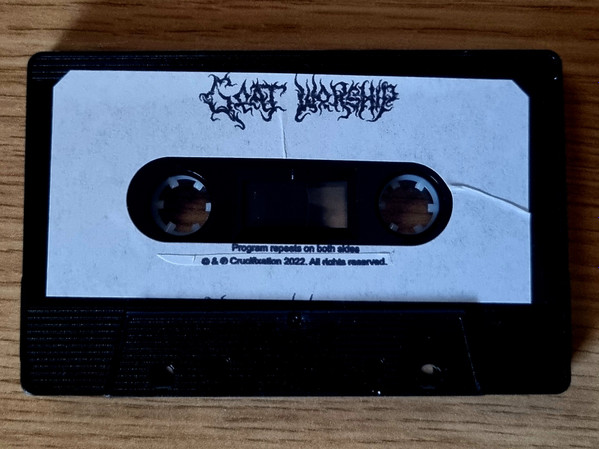 Goat Worship
Program repeats on both sides
© & ℗ Crucifixation 2022. All rights reserved.